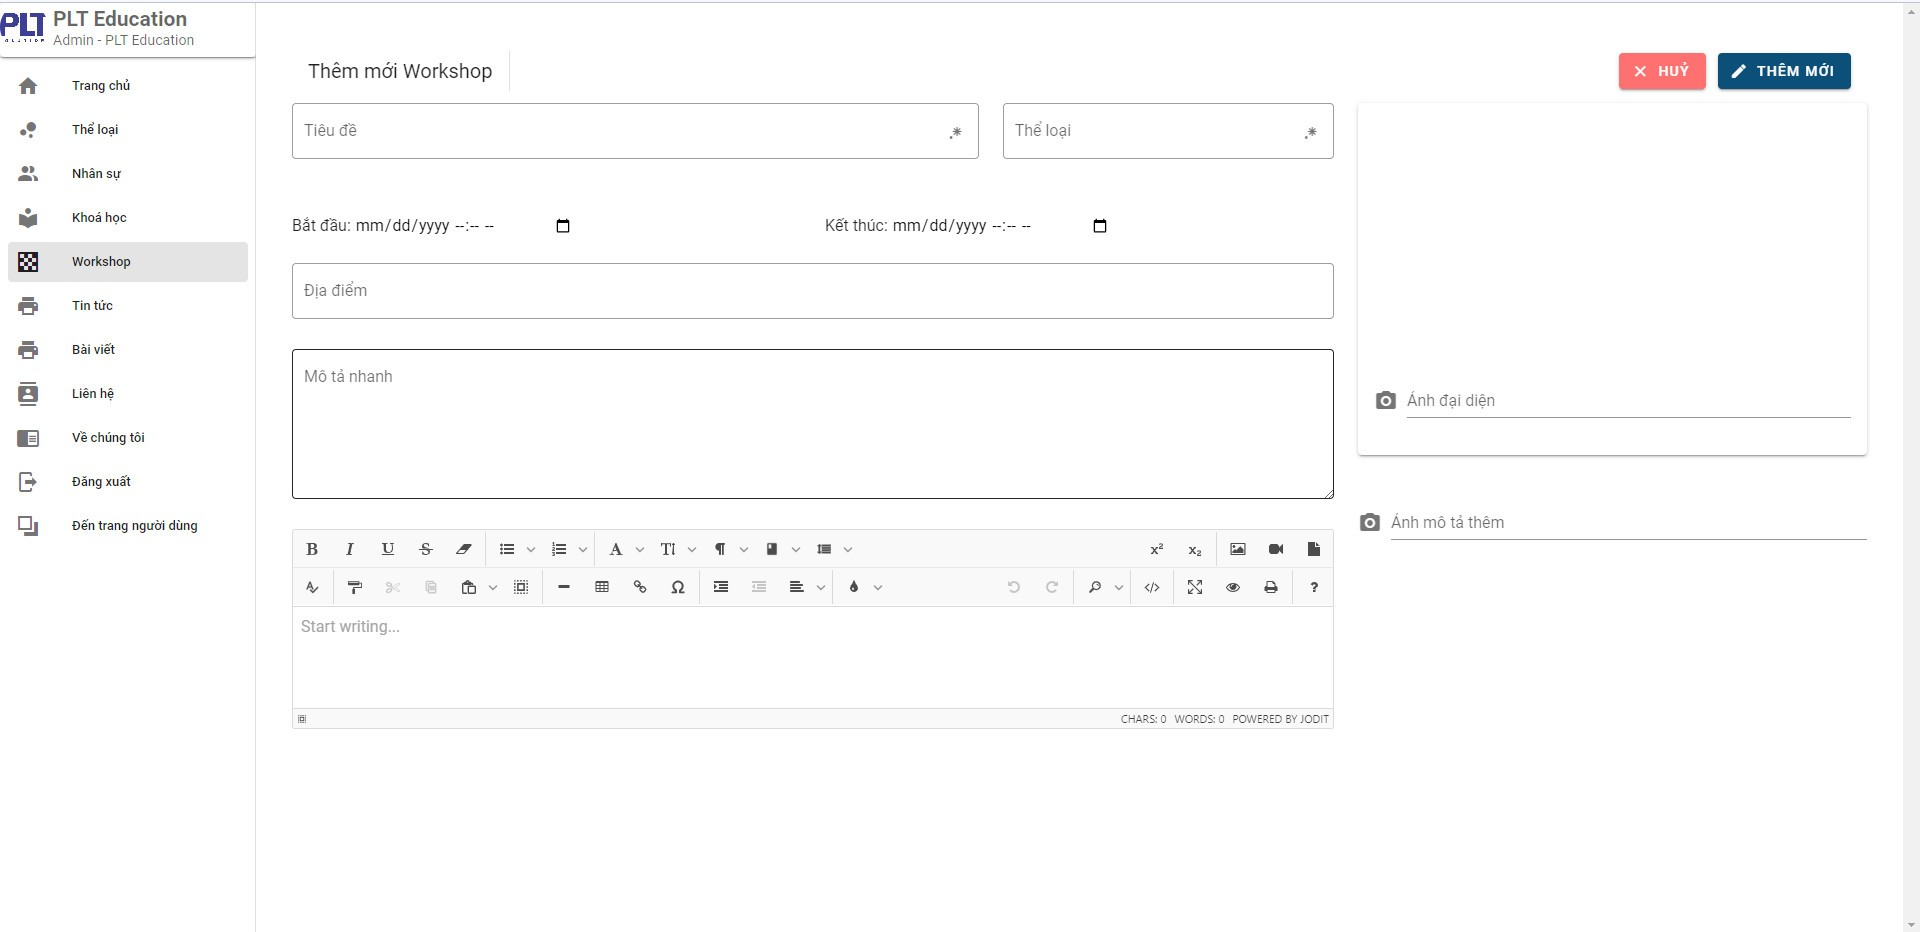 PLT PLT Education
Admin - PLT Education
Trang chủ
Thể loại
Nhân sự
Khoá học
Workshop
Tin tức
Bài viết
Liên hệ
Về chúng tôi
Đăng xuất
Đến trang người dùng
Thêm mới Workshop
HUỶ
THÊM MỚI
Tiêu đề
Thể loại
Bắt đầu: mm/dd/yyyy --:-- --
Kết thúc: mm/dd/yyyy --:-- --
Địa điểm
Mô tả nhanh
Start writing...
CHARS: 0 WORDS: 0 POWERED BY JODIT
Ảnh đại diện
Ảnh mô tả thêm